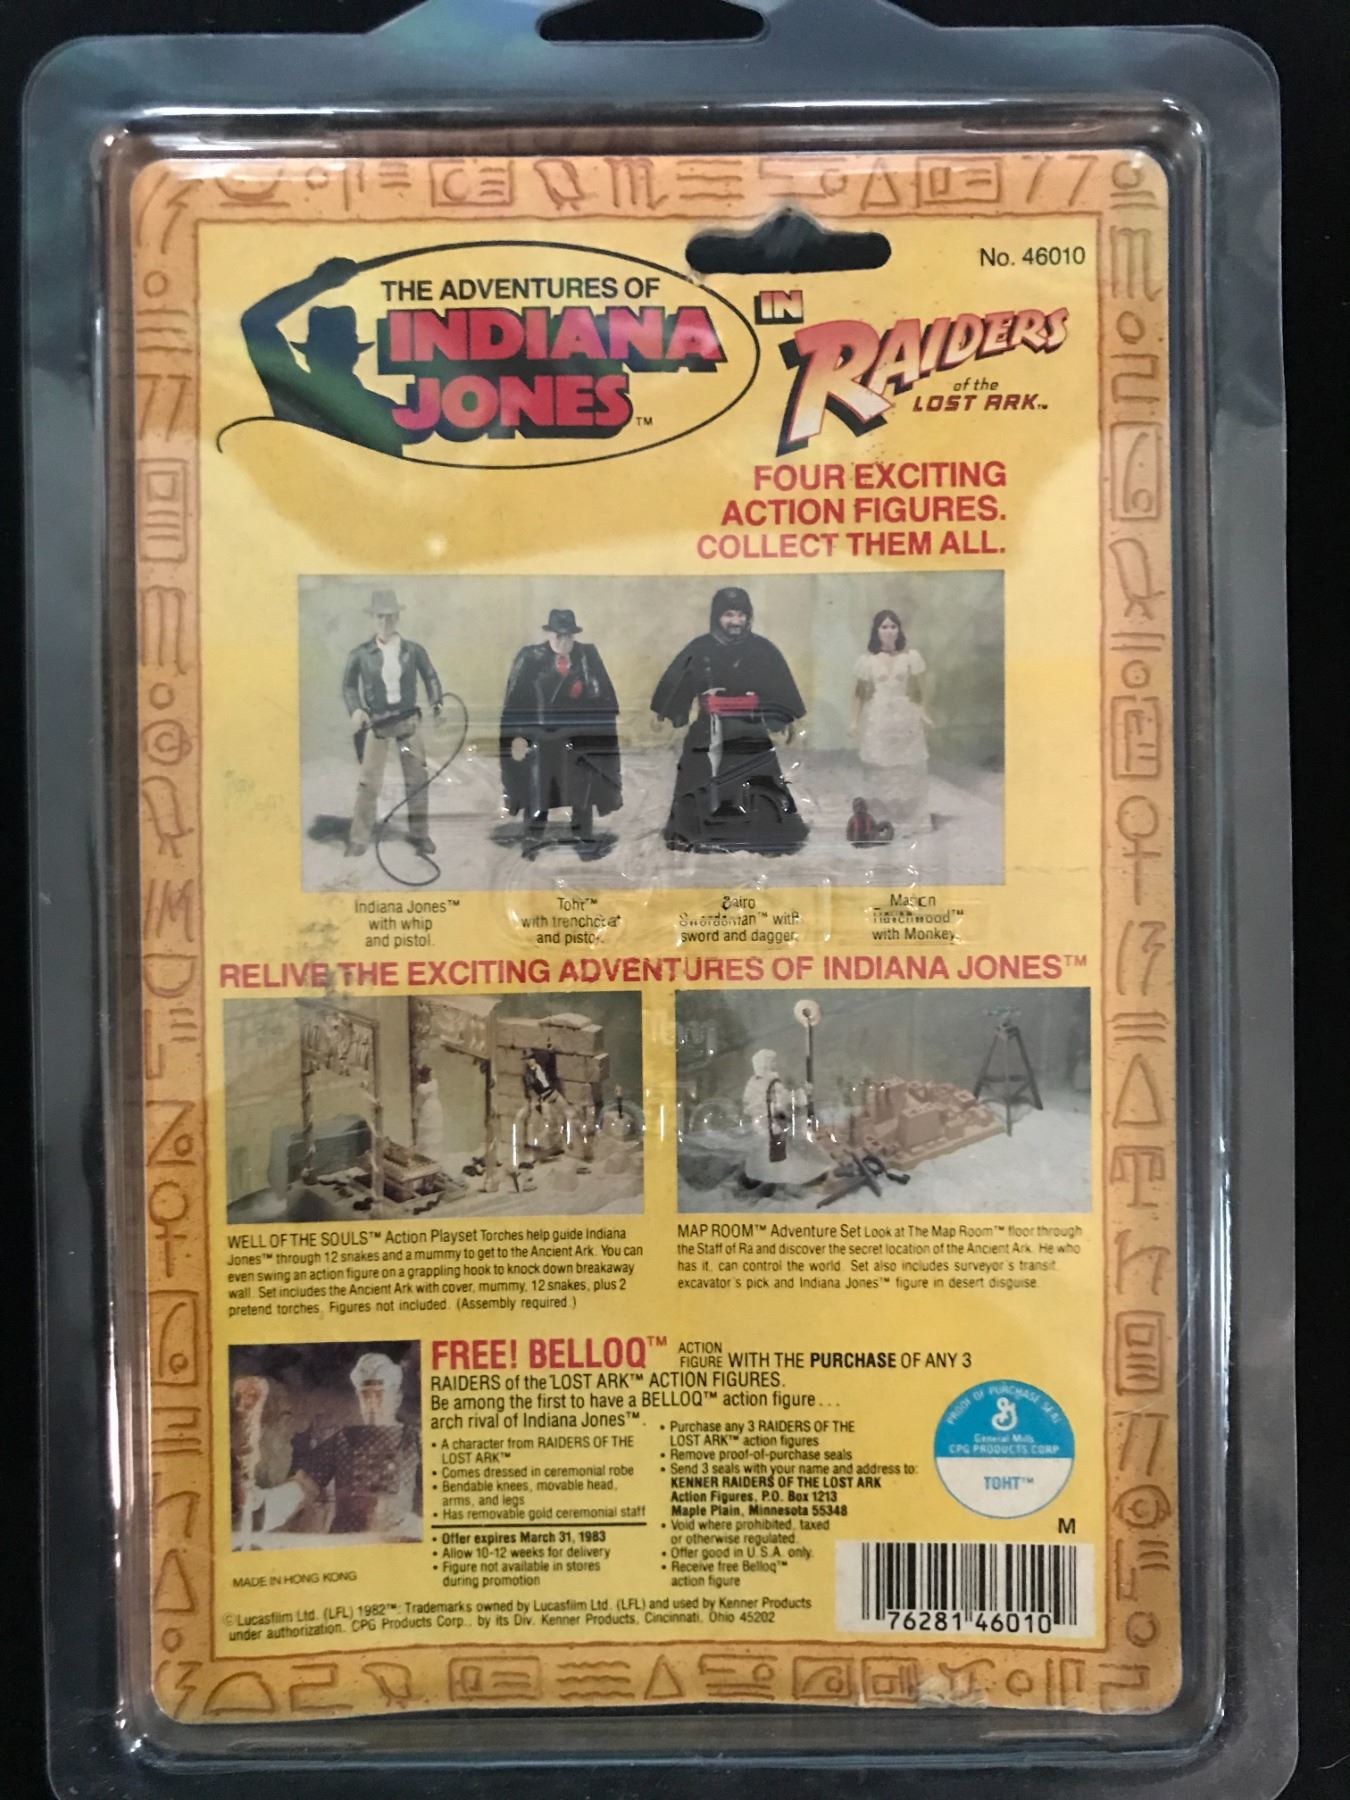 No. 46010
THE ADVENTURES OF
INDIANA
JONES™
IN
RAIDERS
of the
LOST ARK™
FOUR EXCITING
ACTION FIGURES.
COLLECT THEM ALL.
Indiana Jones™
with whip
and pistol.
Toht™
with trenchcoat
and pistol.
Cairo
Swordsman™ with
sword and dagger.
Marion
Ravenwood™
with Monkey.
RELIVE THE EXCITING ADVENTURES OF INDIANA JONES™
WELL OF THE SOULS™ Action Playset Torches help guide Indiana
Jones™ through 12 snakes and a mummy to get to the Ancient Ark. You can
even swing an action figure on a grappling hook to knock down breakaway
wall. Set includes the Ancient Ark with cover, mummy, 12 snakes, plus 2
pretend torches. Figures not included. (Assembly required.)
MAP ROOM™ Adventure Set Look at The Map Room™ floor through
the Staff of Ra and discover the secret location of the Ancient Ark. He who
has it, can control the world. Set also includes surveyor's transit,
excavator's pick and Indiana Jones™ figure in desert disguise.
FREE! BELLOQ™ ACTION FIGURE WITH THE PURCHASE OF ANY 3
RAIDERS of the LOST ARK™ ACTION FIGURES.
Be among the first to have a BELLOQ™ action figure...
arch rival of Indiana Jones™.
• A character from RAIDERS OF THE
LOST ARK™
• Comes dressed in ceremonial robe
• Bendable knees, movable head,
arms, and legs
• Has removable gold ceremonial staff
• Offer expires March 31, 1983
• Allow 10-12 weeks for delivery
• Figure not available in stores
during promotion
• Purchase any 3 RAIDERS OF THE
LOST ARK™ action figures
• Remove proof-of-purchase seals
• Send 3 seals with your name and address to:
KENNER RAIDERS OF THE LOST ARK
Action Figures, P.O. Box 1213
Maple Plain, Minnesota 55348
• Void where prohibited, taxed
or otherwise regulated.
• Offer good in U.S.A. only.
• Receive free Belloq™
action figure
PROOF OF PURCHASE SEAL
General Mills
CPG PRODUCTS CORP
TOHT™
M
MADE IN HONG KONG
© Lucasfilm Ltd. (LFL) 1982™: Trademarks owned by Lucasfilm Ltd. (LFL) and used by Kenner Products
under authorization. CPG Products Corp., by its Div. Kenner Products, Cincinnati, Ohio 45202
76281 46010